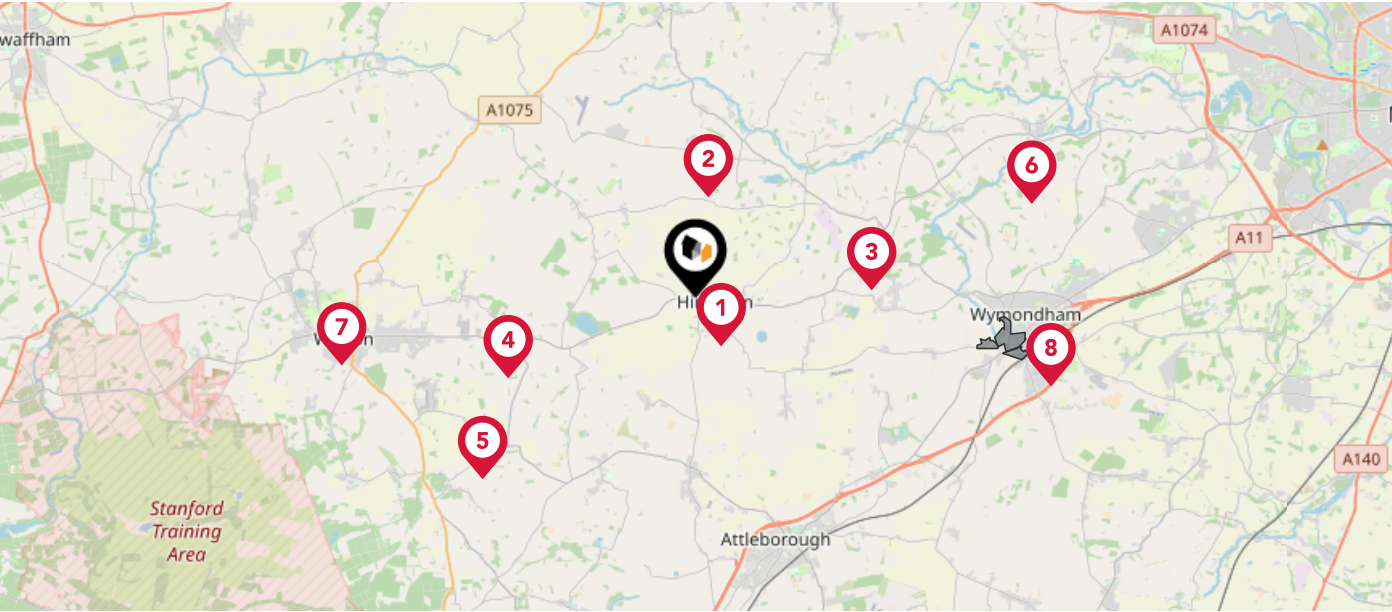 waffham
A1074
A1075
2
6
A11
3
1
Wymondham
7
4
8
5
A140
Stanford
Training
Area
Attleborough